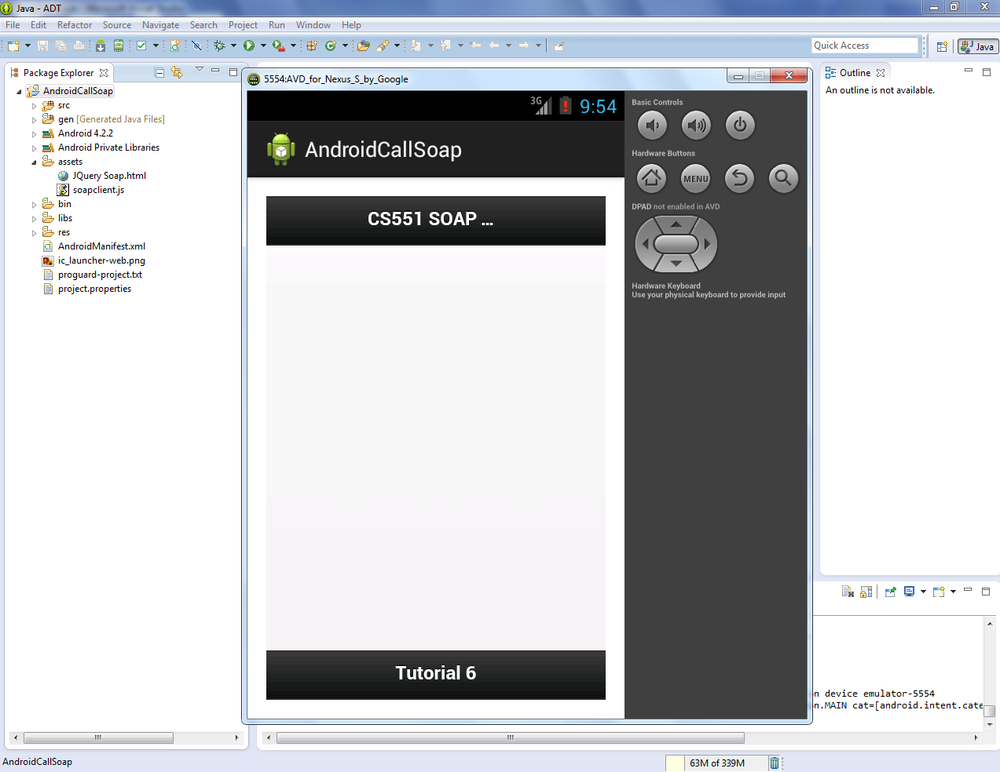 Java - ADT
File Edit Refactor Source Navigate Search Project Run Window Help
Quick Access
Java
Package Explorer
AndroidCallSoap
src
gen [Generated Java Files]
Android 4.2.2
Android Private Libraries
assets
JQuery Soap.html
soapclient.js
bin
libs
res
AndroidManifest.xml
ic_launcher-web.png
proguard-project.txt
project.properties
5554:AVD_for_Nexus_S_by_Google
3G 9:54
AndroidCallSoap
CS551 SOAP ...
Tutorial 6
Basic Controls
Hardware Buttons
MENU
DPAD not enabled in AVD
Hardware Keyboard
Use your physical keyboard to provide input
Outline
An outline is not available.
n device emulator-5554
n.MAIN cat=[android.intent.cate
AndroidCallSoap
63M of 339M